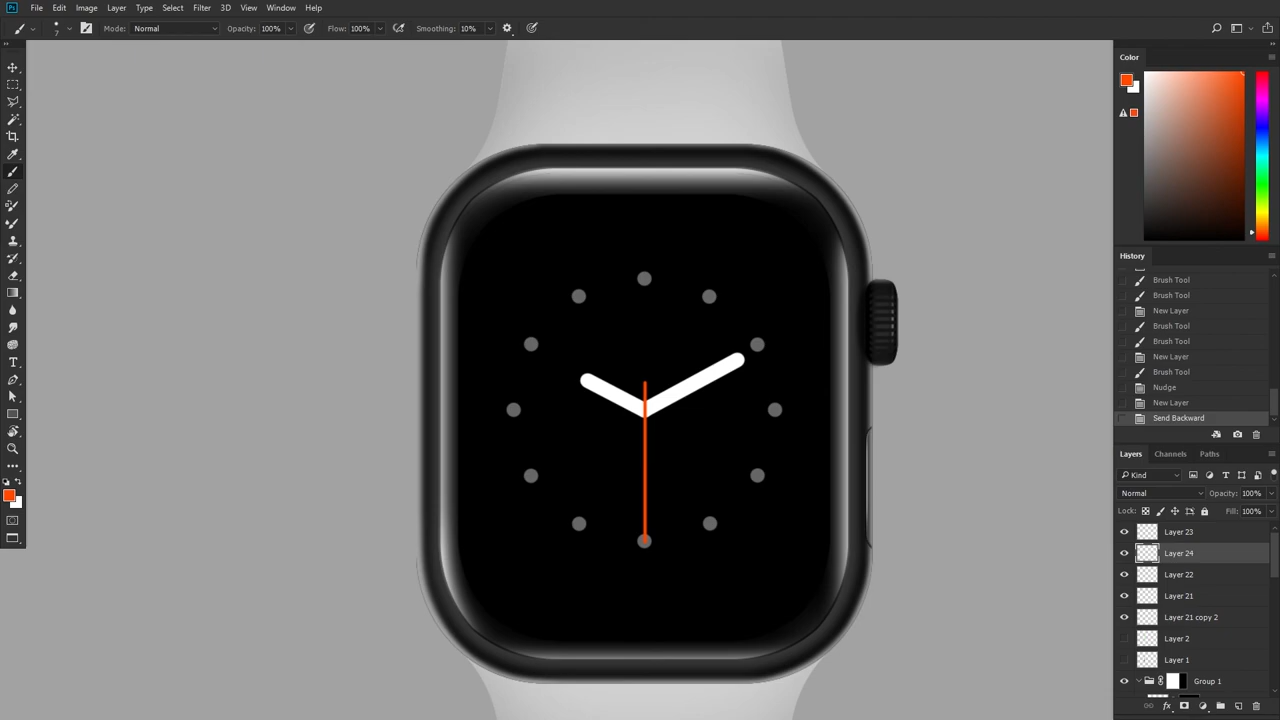 Ps File Edit Image Layer Type Select Filter 3D View Window Help
7 Mode: Normal Opacity: 100% Flow: 100% Smoothing: 10%
Color
History
Brush Tool
Brush Tool
New Layer
Brush Tool
Brush Tool
New Layer
Brush Tool
Nudge
New Layer
Send Backward
Layers Channels Paths
Kind
Normal Opacity: 100%
Lock: Fill: 100%
Layer 23
Layer 24
Layer 22
Layer 21
Layer 21 copy 2
Layer 2
Layer 1
Group 1
fx